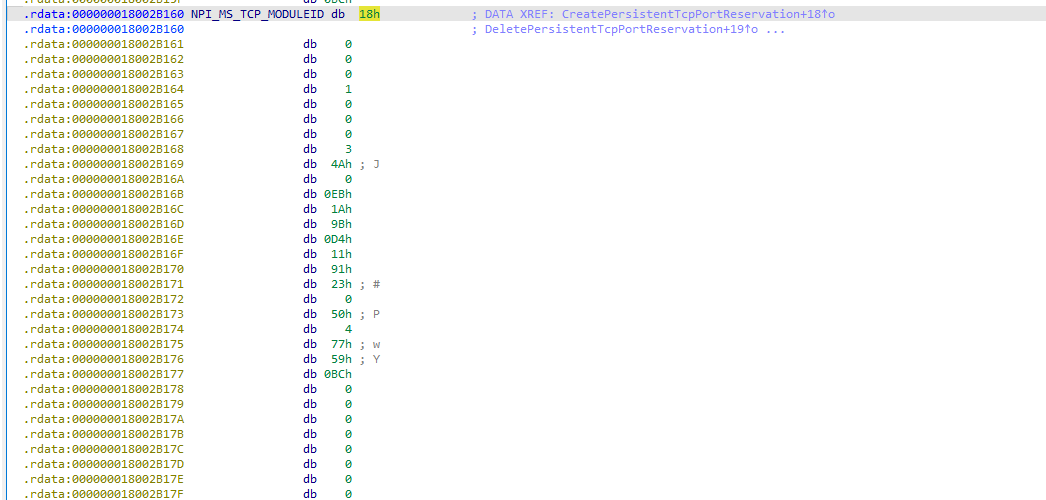 .rdata:000000018002B160 NPI_MS_TCP_MODULEID db 18h ; DATA XREF: CreatePersistentTcpPortReservation+18↑o
.rdata:000000018002B160 ; DeletePersistentTcpPortReservation+19↑o ...
.rdata:000000018002B161 db 0
.rdata:000000018002B162 db 0
.rdata:000000018002B163 db 0
.rdata:000000018002B164 db 1
.rdata:000000018002B165 db 0
.rdata:000000018002B166 db 0
.rdata:000000018002B167 db 0
.rdata:000000018002B168 db 3
.rdata:000000018002B169 db 4Ah ; J
.rdata:000000018002B16A db 0
.rdata:000000018002B16B db 0EBh
.rdata:000000018002B16C db 1Ah
.rdata:000000018002B16D db 9Bh
.rdata:000000018002B16E db 0D4h
.rdata:000000018002B16F db 11h
.rdata:000000018002B170 db 91h
.rdata:000000018002B171 db 23h ; #
.rdata:000000018002B172 db 0
.rdata:000000018002B173 db 50h ; P
.rdata:000000018002B174 db 4
.rdata:000000018002B175 db 77h ; w
.rdata:000000018002B176 db 59h ; Y
.rdata:000000018002B177 db 0BCh
.rdata:000000018002B178 db 0
.rdata:000000018002B179 db 0
.rdata:000000018002B17A db 0
.rdata:000000018002B17B db 0
.rdata:000000018002B17C db 0
.rdata:000000018002B17D db 0
.rdata:000000018002B17E db 0
.rdata:000000018002B17F db 0